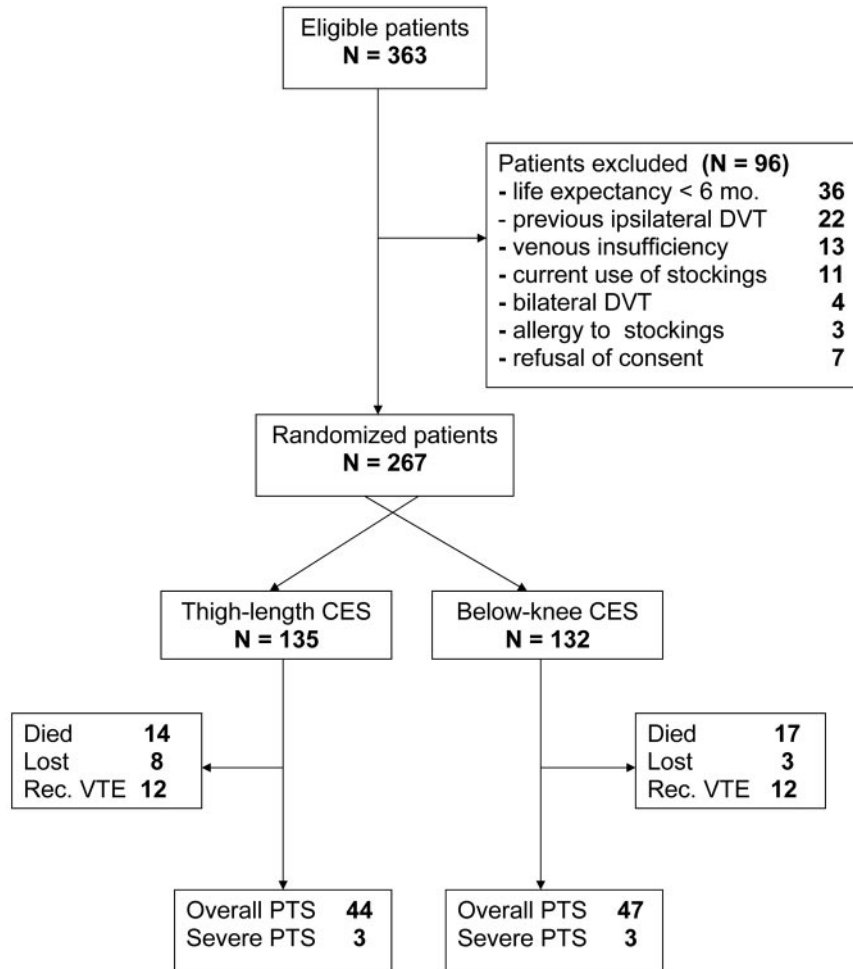 Eligible patients
N = 363
Patients excluded (N = 96)
- life expectancy < 6 mo. 36
- previous ipsilateral DVT 22
- venous insufficiency 13
- current use of stockings 11
- bilateral DVT 4
- allergy to stockings 3
- refusal of consent 7
Randomized patients
N = 267
Thigh-length CES
N = 135
Below-knee CES
N = 132
Died 14
Lost 8
Rec. VTE 12
Died 17
Lost 3
Rec. VTE 12
Overall PTS 44
Severe PTS 3
Overall PTS 47
Severe PTS 3